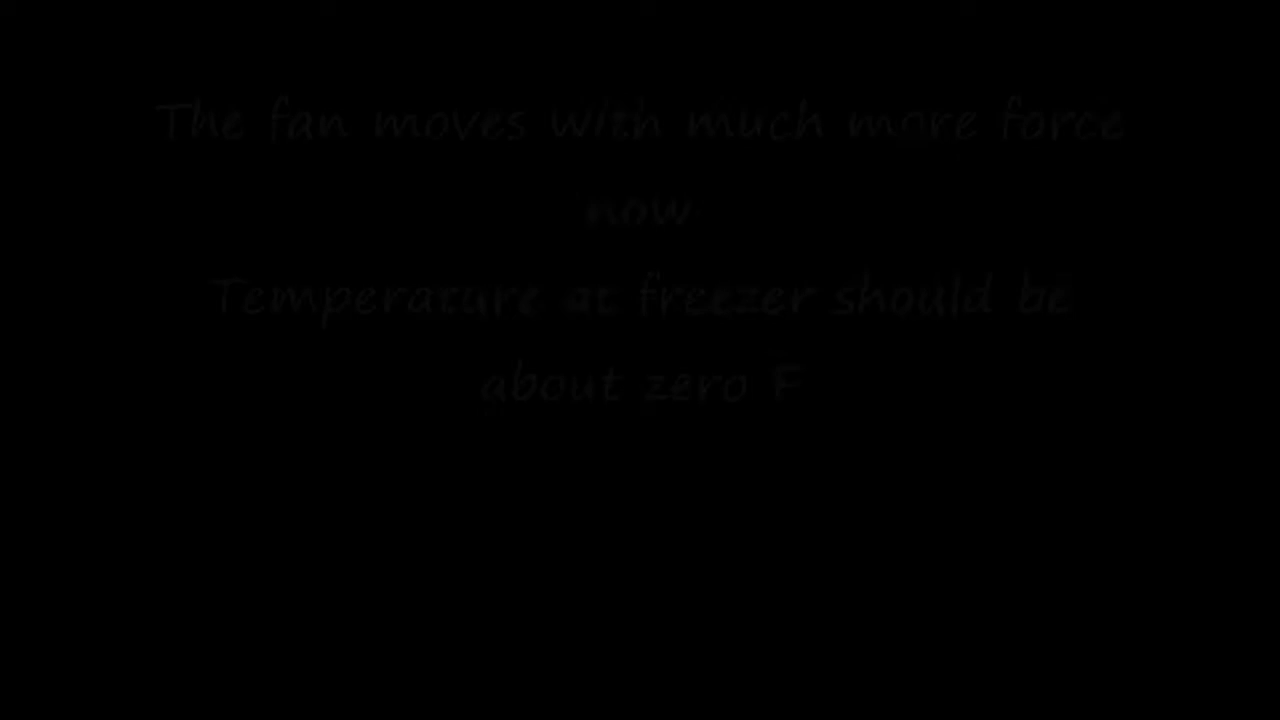 The fan moves with much more force
now
Temperature at freezer should be
about zero F